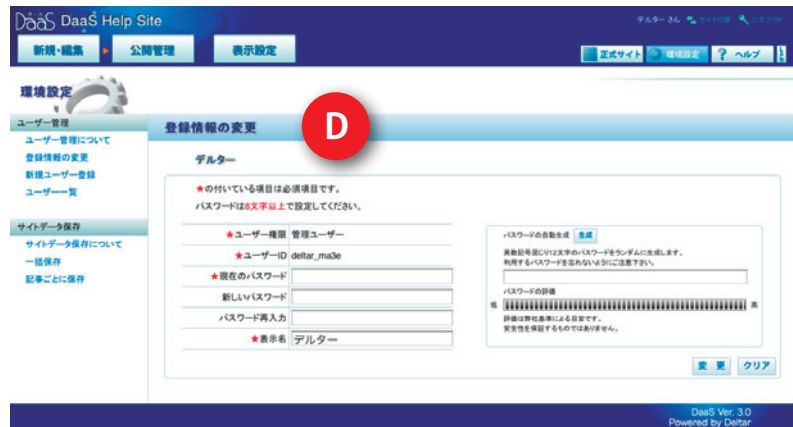 DaaS DaaS Help Site
デルターさん
新規・編集
公開管理
表示設定
正式サイト
環境設定
? ヘルプ
環境設定
D
ユーザー管理
ユーザー管理について
登録情報の変更
新規ユーザー登録
ユーザー一覧
サイトデータ保存
サイトデータ保存について
一括保存
記事ごとに保存
登録情報の変更
デルター
★の付いている項目は必須項目です。
パスワードは8文字以上で設定してください。
★ユーザー権限 管理ユーザー
★ユーザーID deltar_ma3e
★現在のパスワード
新しいパスワード
パスワード再入力
★表示名 デルター
パスワードの自動生成 生成
英数記号混じり12文字のパスワードをランダムに生成します。
利用するパスワードを忘れないようにご注意下さい。
パスワードの評価
低 高
評価は弊社基準による目安です。
安全性を保証するものではありません。
変 更 クリア
DaaS Ver. 3.0
Powered by Deltar